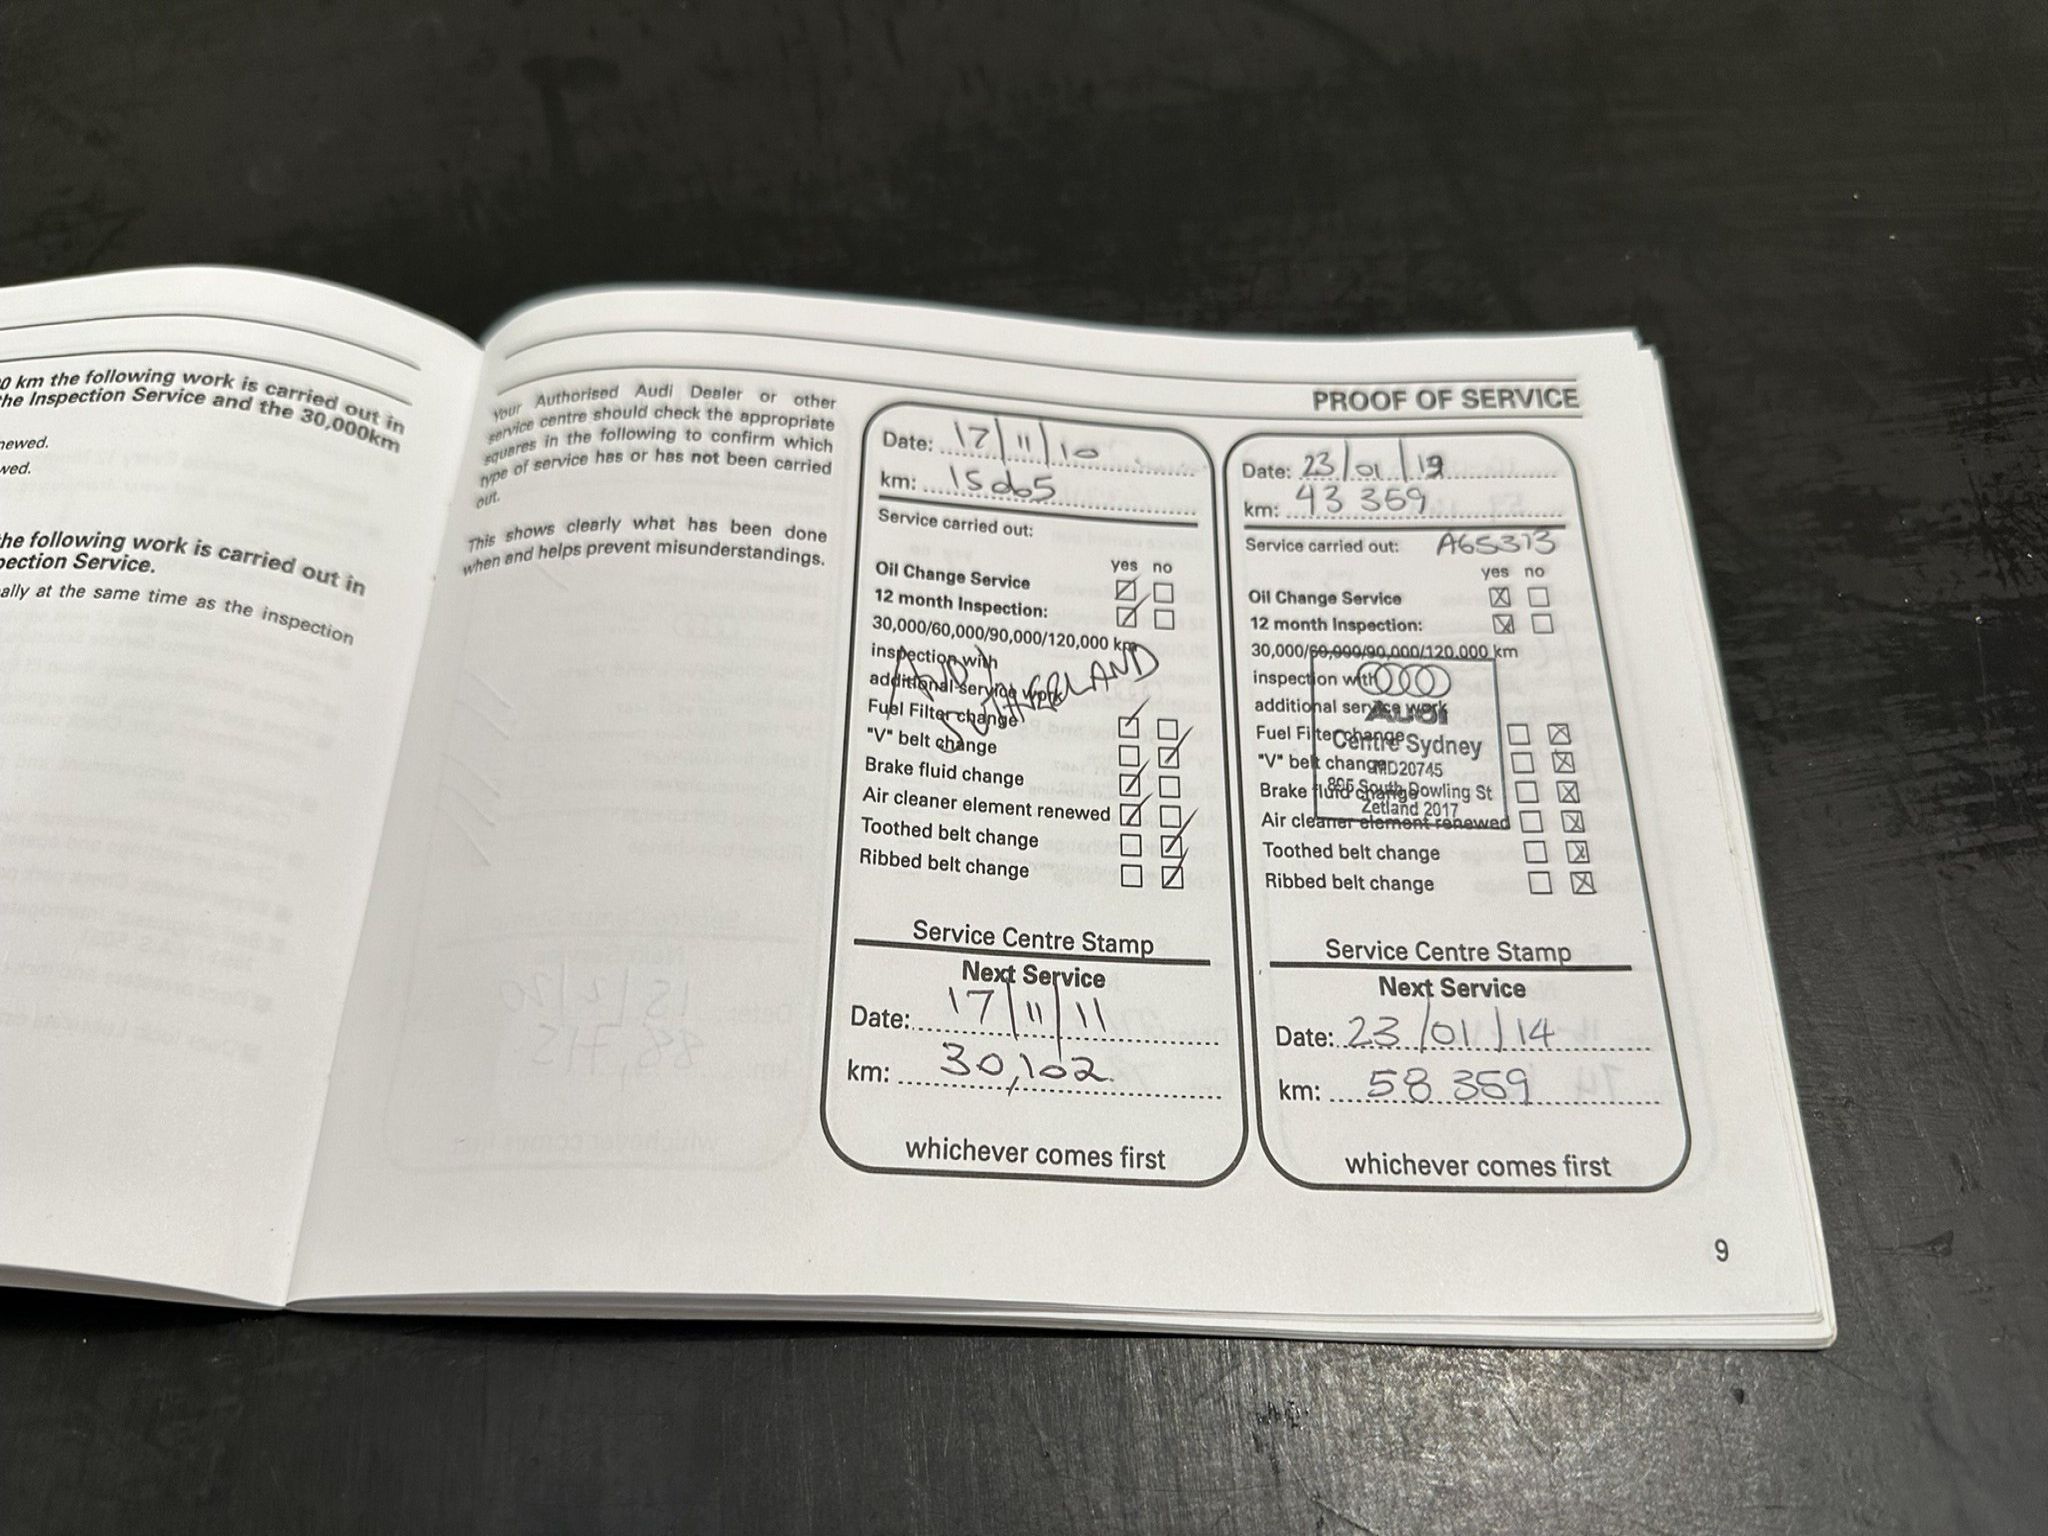 0 km the following work is carried out in
the Inspection Service and the 30,000km
newed.
wed.
the following work is carried out in
pection Service.
ally at the same time as the inspection
Your Authorised Audi Dealer or other
service centre should check the appropriate
squares in the following to confirm which
type of service has or has not been carried
out.
This shows clearly what has been done
when and helps prevent misunderstandings.
PROOF OF SERVICE
Date: 17/11/10
km:
Service carried out:
yes no
Oil Change Service
12 month Inspection:
30,000/60,000/90,000/120,000 km
inspection with
additional service work
AUDI
SUTHERLAND
Fuel Filter change
"V" belt change
Brake fluid change
Air cleaner element renewed
Toothed belt change
Ribbed belt change
Service Centre Stamp
Next Service
Date: 17/11/11
km: 30,102
whichever comes first
Date: 23/01/
km: 43 359
Service carried out: A65313
yes no
Oil Change Service
12 month Inspection:
30,000/60,000/90,000/120,000 km
inspection with
additional service work
Fuel Filter change
"V" belt change
Brake fluid change
Air cleaner element renewed
Toothed belt change
Ribbed belt change
Audi
Centre Sydney
MD20745
895 South Dowling St
Zetland 2017
Service Centre Stamp
Next Service
Date: 23/01/14
km: 58 359
whichever comes first
9